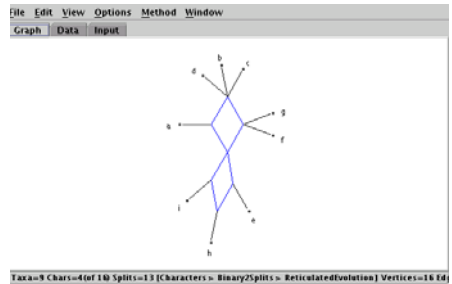 File Edit View Options Method Window
Graph Data Input
b
c
d
g
a
f
i
e
h
Taxa=9 Chars=4(of 16) Splits=13 [Characters > Binary2Splits > ReticulatedEvolution] Vertices=16 Ed